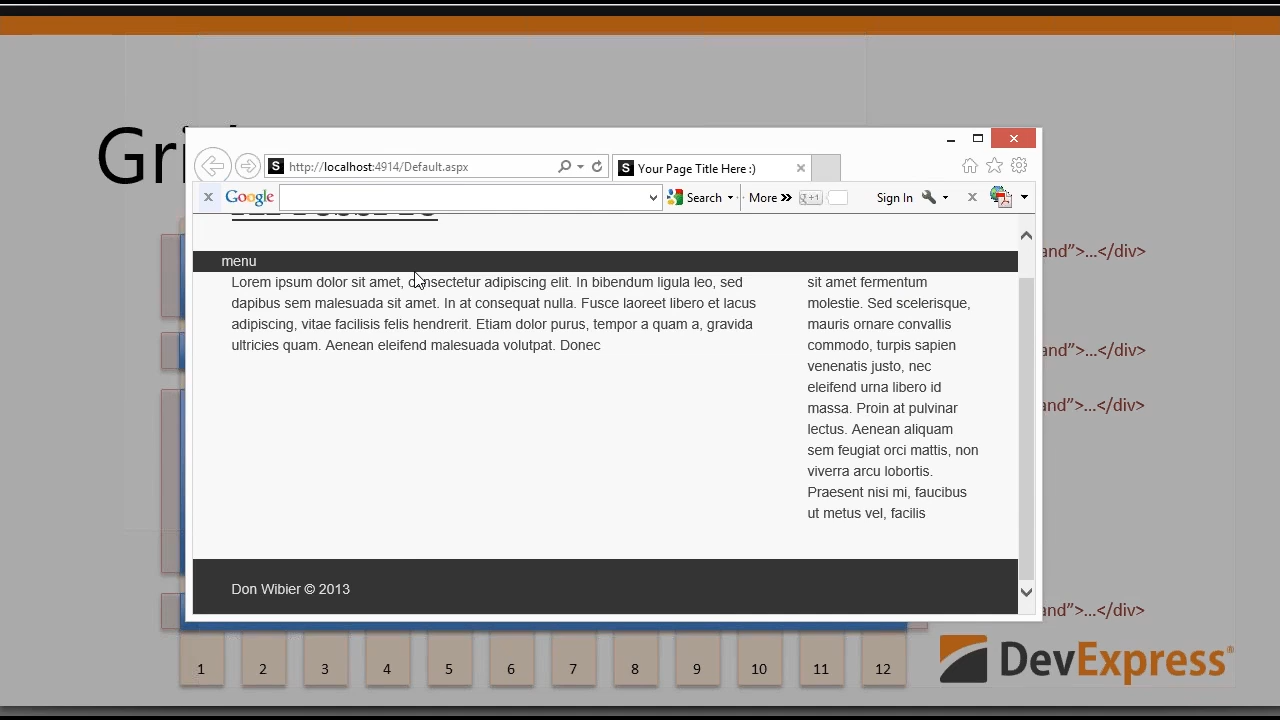 Gri
http://localhost:4914/Default.aspx
Your Page Title Here :)
Google
Search
More »
g+1
Sign In
menu
Lorem ipsum dolor sit amet, consectetur adipiscing elit. In bibendum ligula leo, sed
dapibus sem malesuada sit amet. In at consequat nulla. Fusce laoreet libero et lacus
adipiscing, vitae facilisis felis hendrerit. Etiam dolor purus, tempor a quam a, gravida
ultricies quam. Aenean eleifend malesuada volutpat. Donec
sit amet fermentum
molestie. Sed scelerisque,
mauris ornare convallis
commodo, turpis sapien
venenatis justo, nec
eleifend urna libero id
massa. Proin at pulvinar
lectus. Aenean aliquam
sem feugiat orci mattis, non
viverra arcu lobortis.
Praesent nisi mi, faucibus
ut metus vel, facilis
Don Wibier © 2013
and”>...</div>
and”>...</div>
and”>...</div>
and”>...</div>
1 2 3 4 5 6 7 8 9 10 11 12
DevExpress®